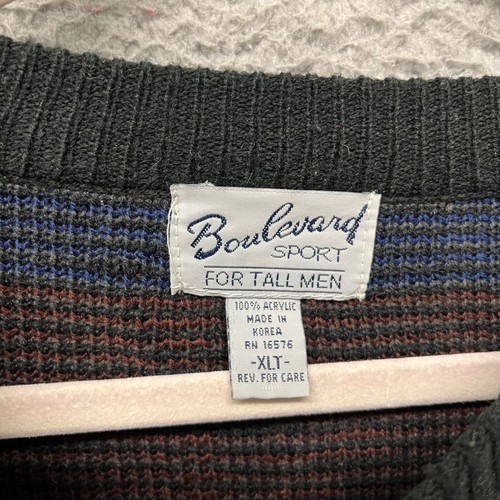 Boulevard
SPORT
FOR TALL MEN
100% ACRYLIC
MADE IN
KOREA
RN 16576
-XLT-
REV. FOR CARE